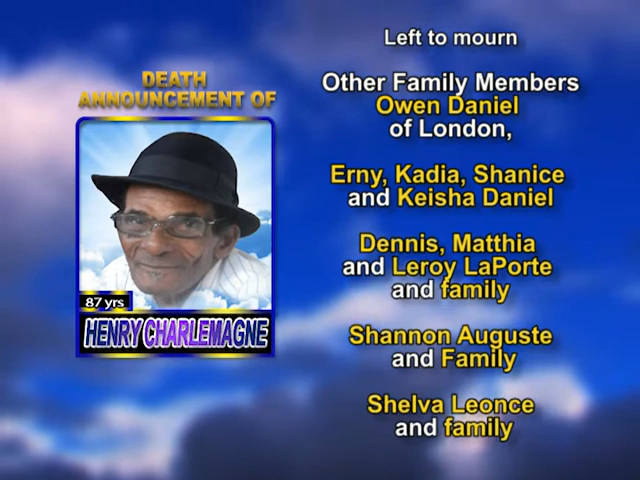 DEATH
ANNOUNCEMENT OF
87 yrs
HENRY CHARLEMAGNE
Left to mourn
Other Family Members
Owen Daniel
of London,
Erny, Kadia, Shanice
and Keisha Daniel
Dennis, Matthia
and Leroy LaPorte
and family
Shannon Auguste
and Family
Shelva Leonce
and family